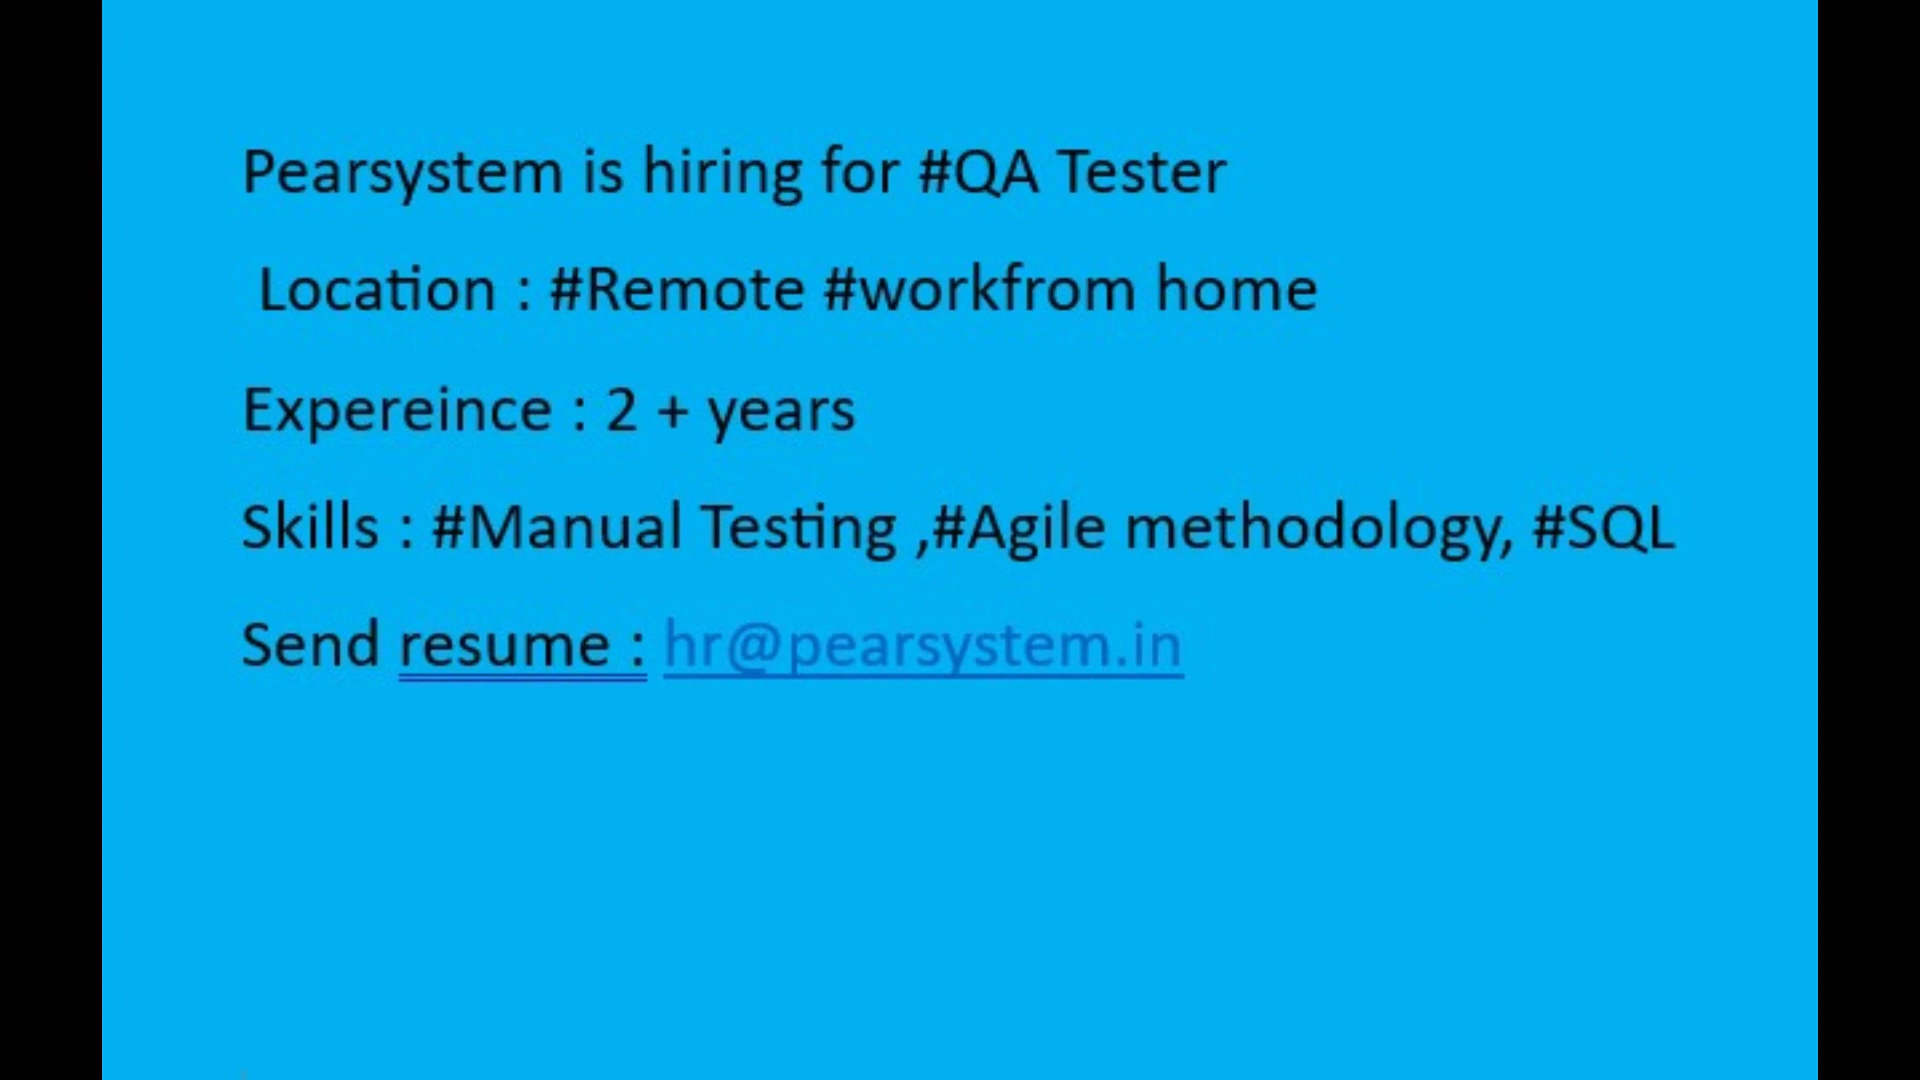 Pearsystem is hiring for #QA Tester
Location : #Remote #workfrom home
Expereince : 2 + years
Skills : #Manual Testing ,#Agile methodology, #SQL
Send resume : hr@pearsystem.in